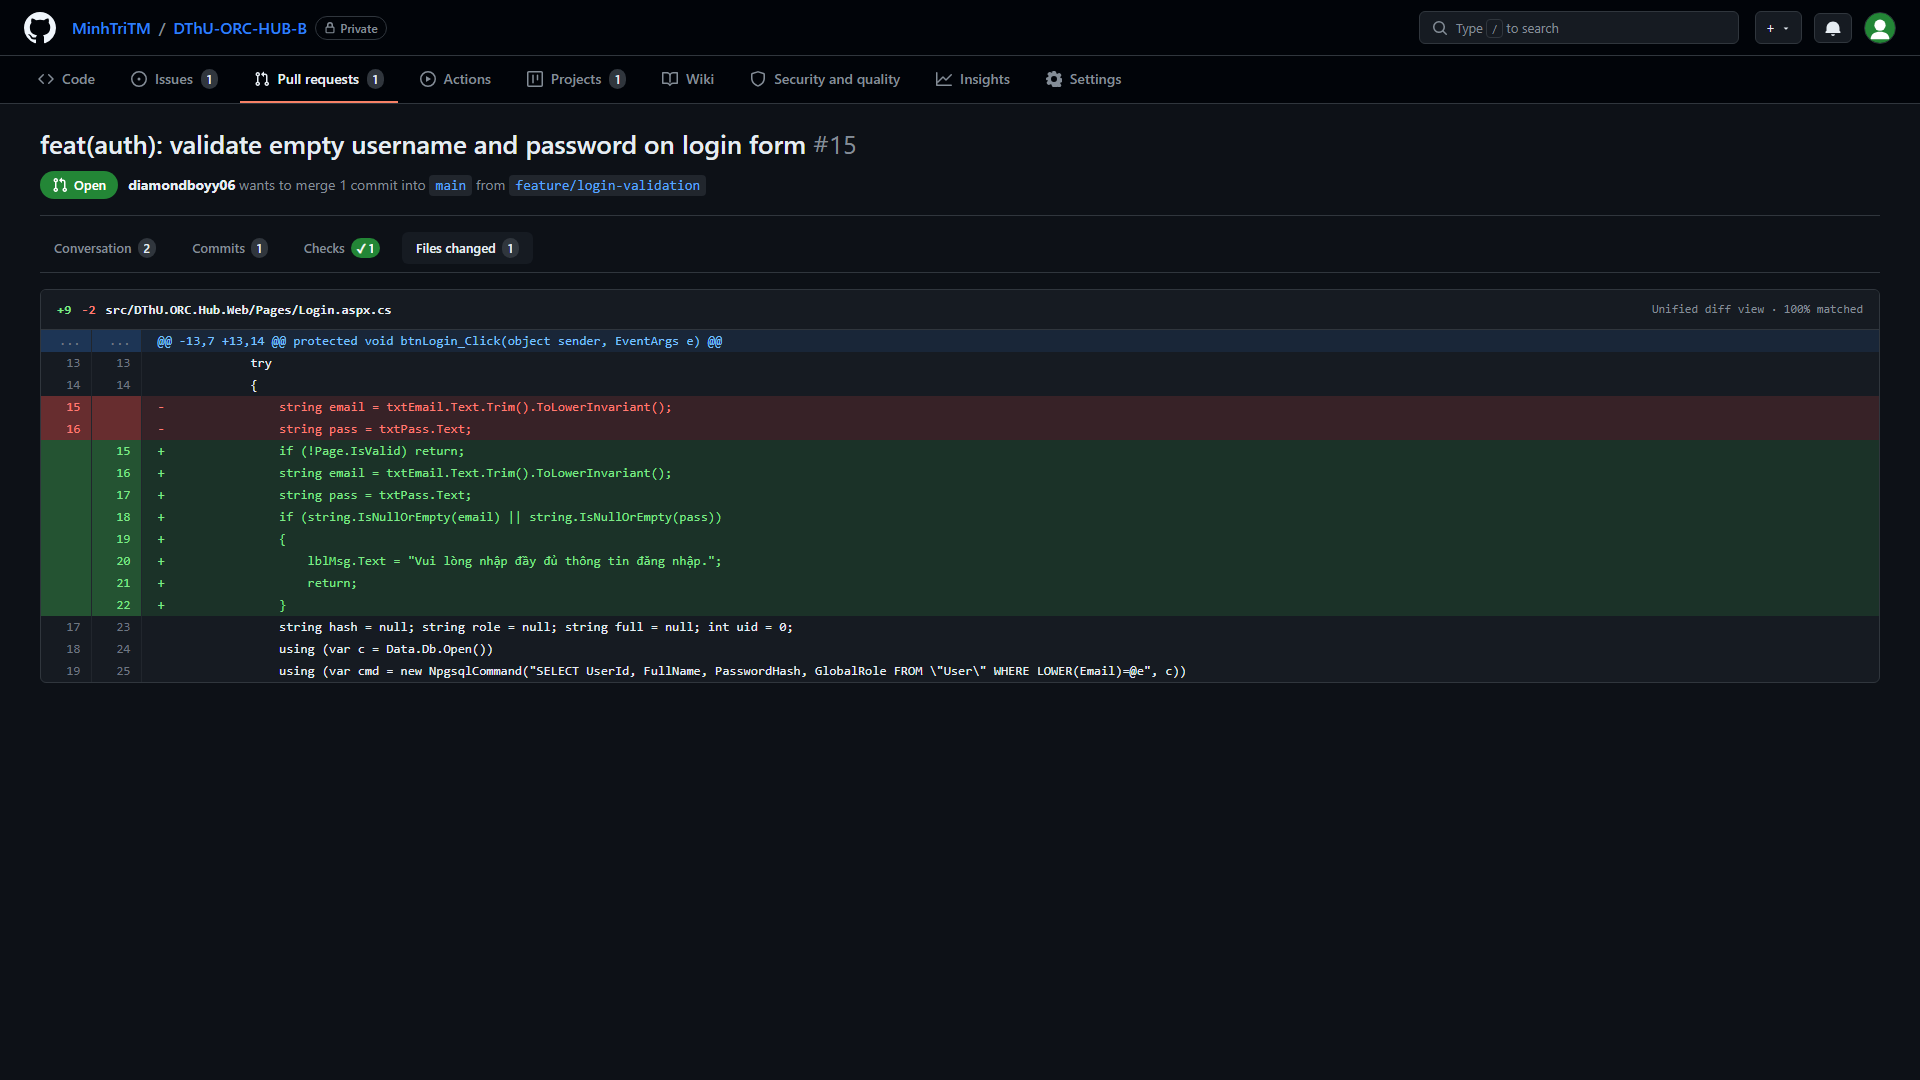 MinhTriTM / DThU-ORC-HUB-B Private Type / to search + 
Code Issues 1 Pull requests 1 Actions Projects 1 Wiki Security and quality Insights Settings
feat(auth): validate empty username and password on login form #15
Open diamondboyy06 wants to merge 1 commit into main from feature/login-validation
Conversation 2 Commits 1 Checks ✓1 Files changed 1
+9 -2 src/DThU.ORC.Hub.Web/Pages/Login.aspx.cs Unified diff view · 100% matched
... ... @@ -13,7 +13,14 @@ protected void btnLogin_Click(object sender, EventArgs e) @@
13 13 try
14 14 {
15 - string email = txtEmail.Text.Trim().ToLowerInvariant();
16 - string pass = txtPass.Text;
15 + if (!Page.IsValid) return;
16 + string email = txtEmail.Text.Trim().ToLowerInvariant();
17 + string pass = txtPass.Text;
18 + if (string.IsNullOrEmpty(email) || string.IsNullOrEmpty(pass))
19 + {
20 + lblMsg.Text = "Vui lòng nhập đầy đủ thông tin đăng nhập.";
21 + return;
22 + }
17 23 string hash = null; string role = null; string full = null; int uid = 0;
18 24 using (var c = Data.Db.Open())
19 25 using (var cmd = new NpgsqlCommand("SELECT UserId, FullName, PasswordHash, GlobalRole FROM \"User\" WHERE LOWER(Email)=@e", c))